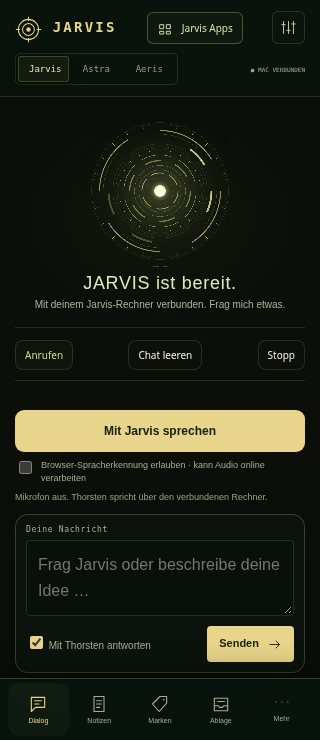 JARVIS
Jarvis Apps
Jarvis
Astra
Aeris
MAC VERBUNDEN
JARVIS ist bereit.
Mit deinem Jarvis-Rechner verbunden. Frag mich etwas.
Anrufen
Chat leeren
Stopp
Mit Jarvis sprechen
Browser-Spracherkennung erlauben · kann Audio online
verarbeiten
Mikrofon aus. Thorsten spricht über den verbundenen Rechner.
Deine Nachricht
Frag Jarvis oder beschreibe deine
Idee …
Mit Thorsten antworten
Senden →
Dialog
Notizen
Marken
Ablage
Mehr